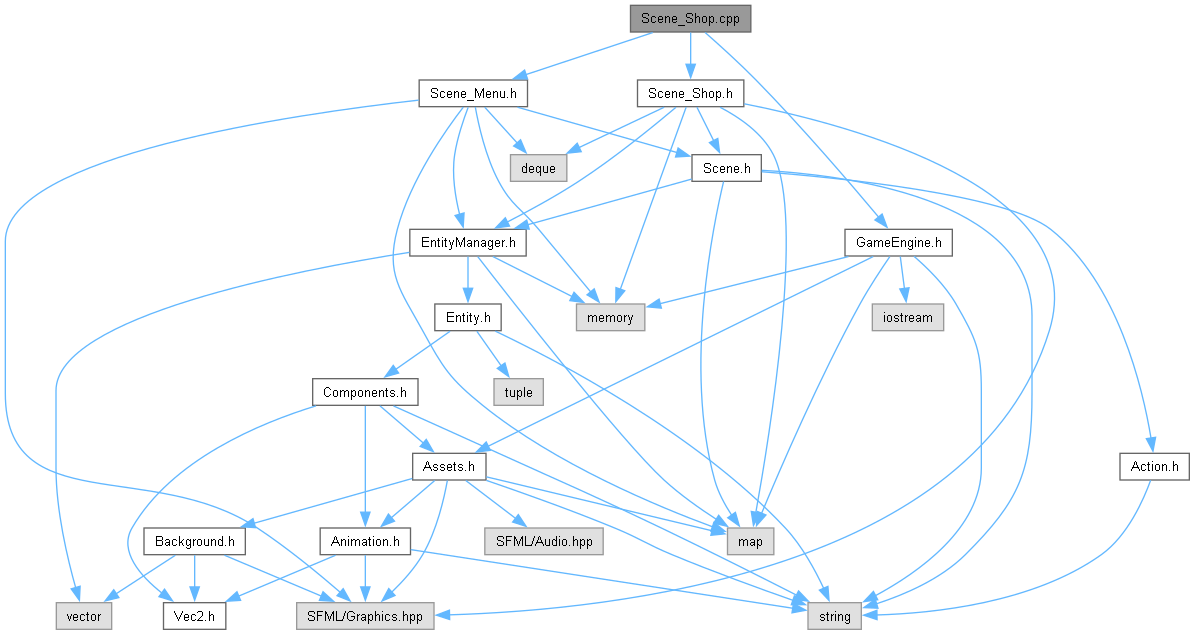 Scene_Shop.cpp
Scene_Menu.h
Scene_Shop.h
deque
Scene.h
EntityManager.h
GameEngine.h
Entity.h
memory
iostream
Components.h
tuple
Assets.h
Action.h
Background.h
Animation.h
SFML/Audio.hpp
map
vector
Vec2.h
SFML/Graphics.hpp
string